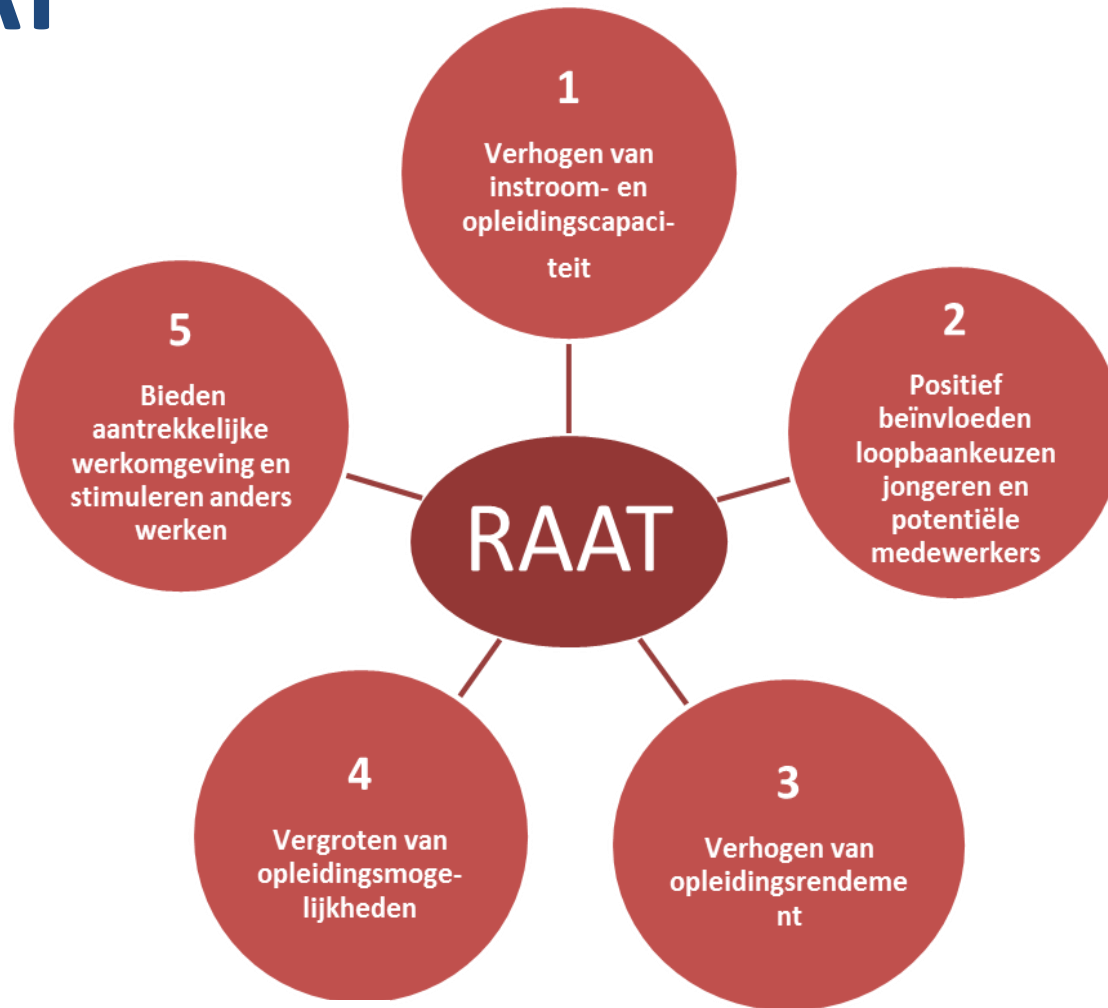 1
Verhogen van
instroom- en
opleidingscapaci-
teit
2
Positief
beïnvloeden
loopbaankeuzen
jongeren en
potentiële
medewerkers
3
Verhogen van
opleidingsrendeme
nt
4
Vergroten van
opleidingsmoge-
lijkheden
5
Bieden
aantrekkelijke
werkomgeving en
stimuleren anders
werken
RAAT